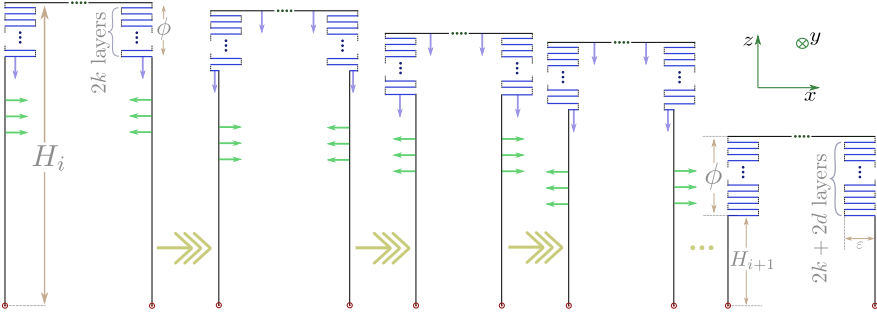 H_i
2k layers
ϕ
z
y
x
ϕ
H_{i+1}
2k + 2d layers
ε